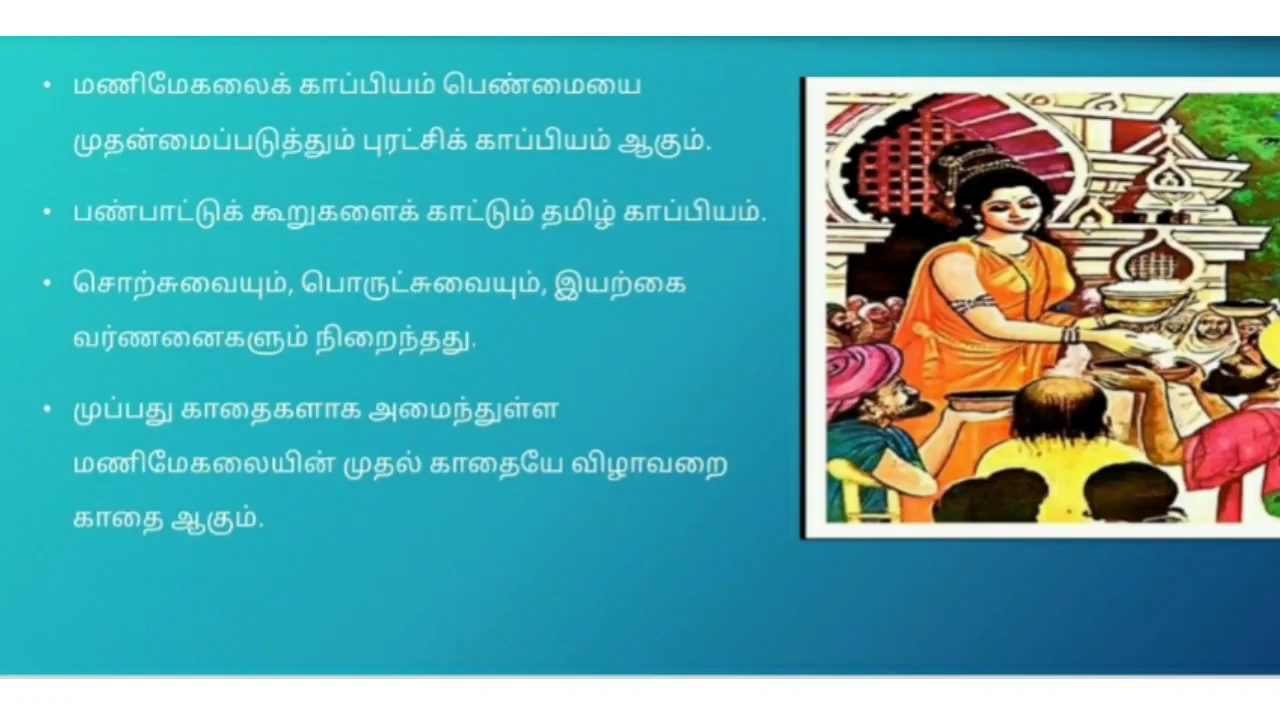 • மணிமேகலைக் காப்பியம் பெண்மையை
முதன்மைப்படுத்தும் புரட்சிக் காப்பியம் ஆகும்.
• பண்பாட்டுக் கூறுகளைக் காட்டும் தமிழ் காப்பியம்.
• சொற்சுவையும், பொருட்சுவையும், இயற்கை
வர்ணனைகளும் நிறைந்தது.
• முப்பது காதைகளாக அமைந்துள்ள
மணிமேகலையின் முதல் காதையே விழாவறை
காதை ஆகும்.